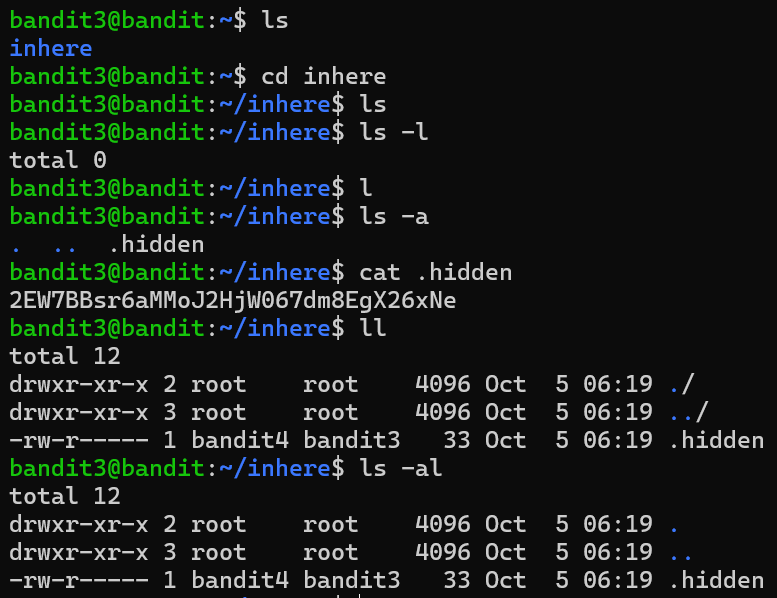 bandit3@bandit:~$ ls
inhere
bandit3@bandit:~$ cd inhere
bandit3@bandit:~/inhere$ ls
bandit3@bandit:~/inhere$ ls -l
total 0
bandit3@bandit:~/inhere$ l
bandit3@bandit:~/inhere$ ls -a
.  ..  .hidden
bandit3@bandit:~/inhere$ cat .hidden
2EW7BBsr6aMMoJ2HjW067dm8EgX26xNe
bandit3@bandit:~/inhere$ ll
total 12
drwxr-xr-x 2 root    root    4096 Oct  5 06:19 ./
drwxr-xr-x 3 root    root    4096 Oct  5 06:19 ../
-rw-r----- 1 bandit4 bandit3   33 Oct  5 06:19 .hidden
bandit3@bandit:~/inhere$ ls -al
total 12
drwxr-xr-x 2 root    root    4096 Oct  5 06:19 .
drwxr-xr-x 3 root    root    4096 Oct  5 06:19 ..
-rw-r----- 1 bandit4 bandit3   33 Oct  5 06:19 .hidden